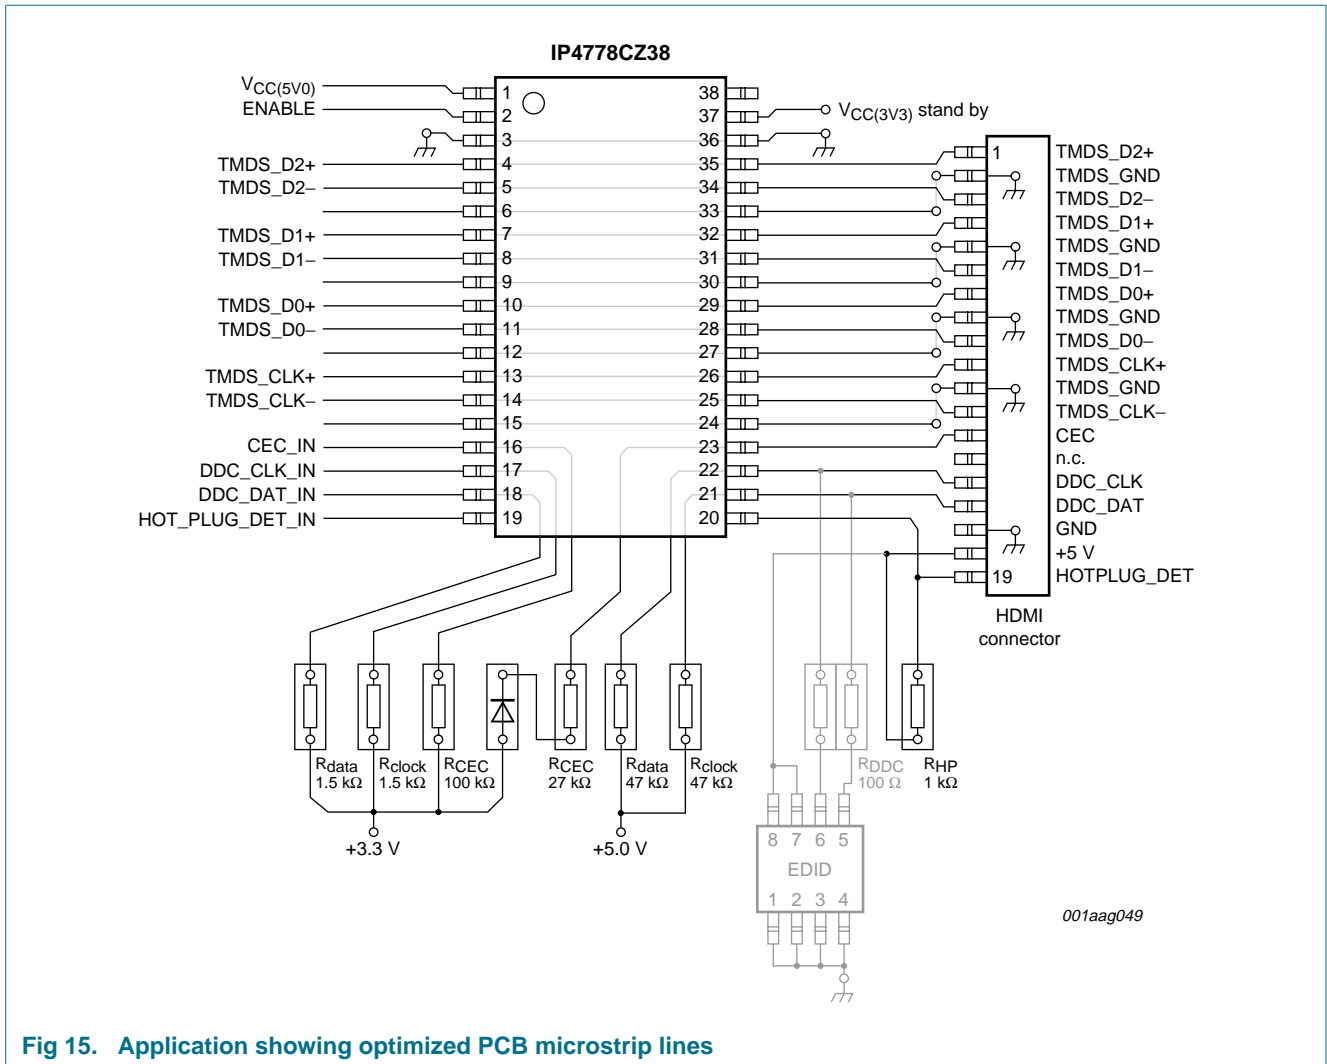 IP4778CZ38
VCC(5V0)
ENABLE
TMDS_D2+
TMDS_D2−
TMDS_D1+
TMDS_D1−
TMDS_D0+
TMDS_D0−
TMDS_CLK+
TMDS_CLK−
CEC_IN
DDC_CLK_IN
DDC_DAT_IN
HOT_PLUG_DET_IN
1
2
3
4
5
6
7
8
9
10
11
12
13
14
15
16
17
18
19
38
37
36
35
34
33
32
31
30
29
28
27
26
25
24
23
22
21
20
VCC(3V3) stand by
1
19
TMDS_D2+
TMDS_GND
TMDS_D2−
TMDS_D1+
TMDS_GND
TMDS_D1−
TMDS_D0+
TMDS_GND
TMDS_D0−
TMDS_CLK+
TMDS_GND
TMDS_CLK−
CEC
n.c.
DDC_CLK
DDC_DAT
GND
+5 V
HOTPLUG_DET
HDMI
connector
Rdata
1.5 kΩ
Rclock
1.5 kΩ
RCEC
100 kΩ
RCEC
27 kΩ
Rdata
47 kΩ
Rclock
47 kΩ
RDDC
100 Ω
RHP
1 kΩ
+3.3 V
+5.0 V
8 7 6 5
EDID
1 2 3 4
001aag049
Fig 15. Application showing optimized PCB microstrip lines